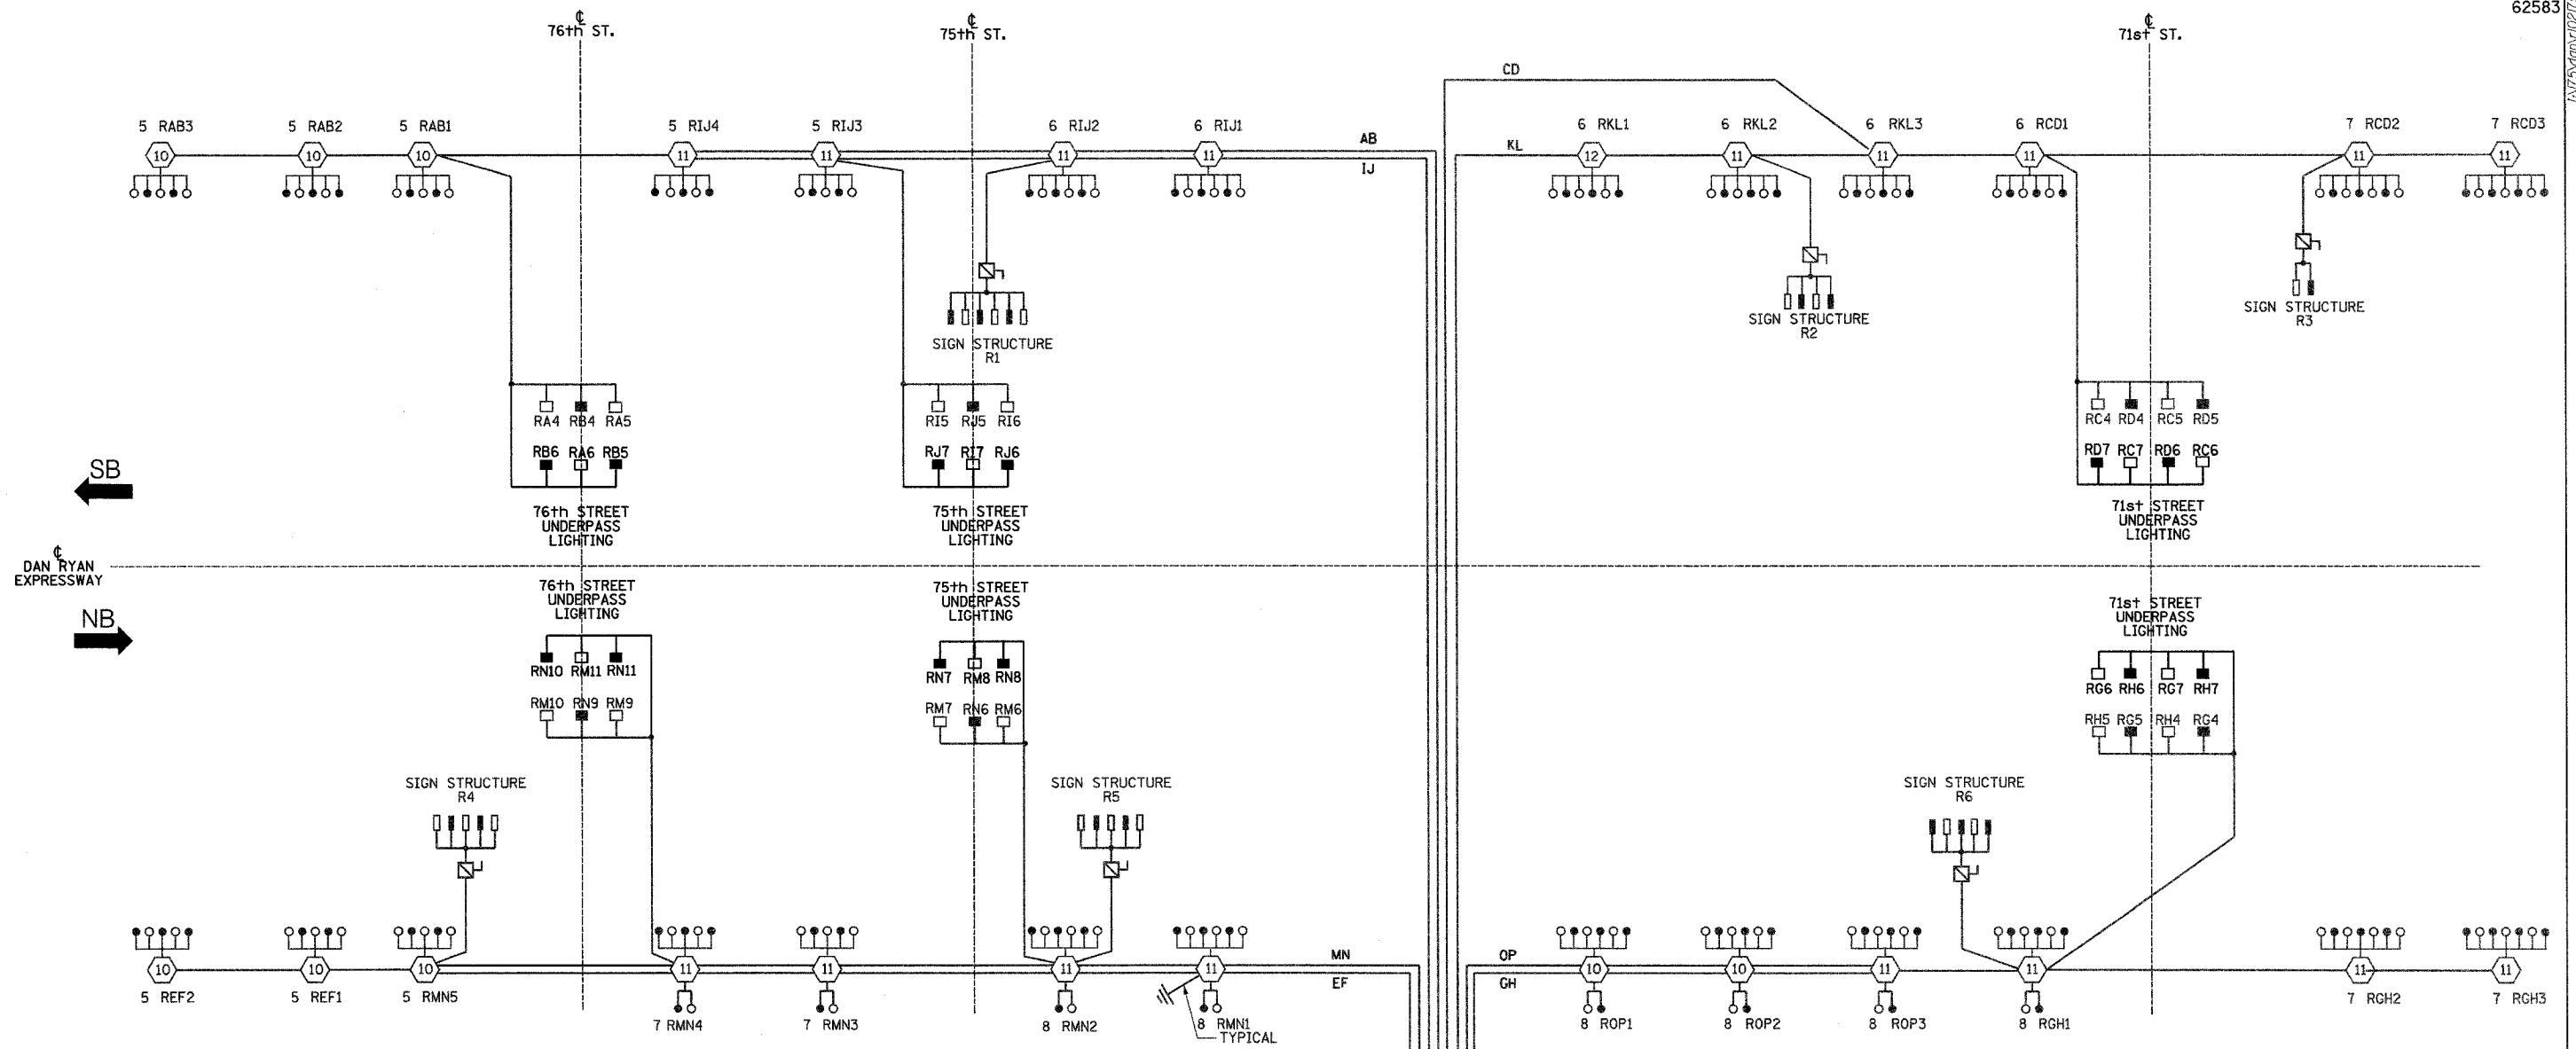 62583
℄
76th ST.
℄
75th ST.
℄
71st ST.
CD
5 RAB3
5 RAB2
5 RAB1
5 RIJ4
5 RIJ3
6 RIJ2
6 RIJ1
AB
IJ
KL
6 RKL1
6 RKL2
6 RKL3
6 RCD1
7 RCD2
7 RCD3
10
10
10
11
11
11
11
12
11
11
11
11
11
SIGN STRUCTURE
R1
SIGN STRUCTURE
R2
SIGN STRUCTURE
R3
RA4 RB4 RA5
RB6 RA6 RB5
76th STREET
UNDERPASS
LIGHTING
RI5 RJ5 RI6
RJ7 RI7 RJ6
75th STREET
UNDERPASS
LIGHTING
RC4 RD4 RC5 RD5
RD7 RC7 RD6 RC6
71st STREET
UNDERPASS
LIGHTING
SB
℄
DAN RYAN
EXPRESSWAY
NB
76th STREET
UNDERPASS
LIGHTING
RN10 RM11 RN11
RM10 RN9 RM9
75th STREET
UNDERPASS
LIGHTING
RN7 RM8 RN8
RM7 RN6 RM6
71st STREET
UNDERPASS
LIGHTING
RG6 RH6 RG7 RH7
RH5 RG5 RH4 RG4
SIGN STRUCTURE
R4
SIGN STRUCTURE
R5
SIGN STRUCTURE
R6
MN
EF
OP
GH
10
10
10
11
11
11
11
10
10
11
11
11
11
5 REF2
5 REF1
5 RMN5
7 RMN4
7 RMN3
8 RMN2
8 RMN1
TYPICAL
8 ROP1
8 ROP2
8 ROP3
8 RGH1
7 RGH2
7 RGH3